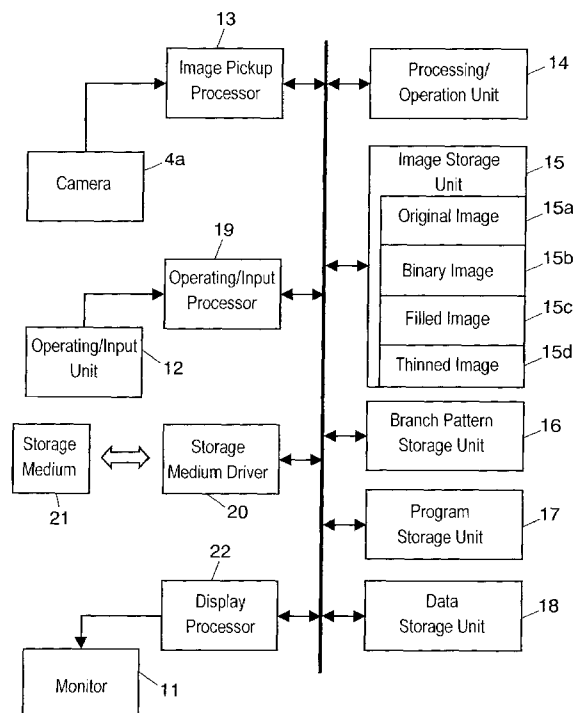 13
Image Pickup
Processor
Processing/
Operation Unit
14
4a
Camera
Image Storage
Unit
15
Original Image
15a
Binary Image
15b
Filled Image
15c
Thinned Image
15d
19
Operating/Input
Processor
Operating/Input
Unit
12
Storage
Medium
21
Storage
Medium Driver
20
Branch Pattern
Storage Unit
16
Program
Storage Unit
17
22
Display
Processor
Data
Storage Unit
18
Monitor
11